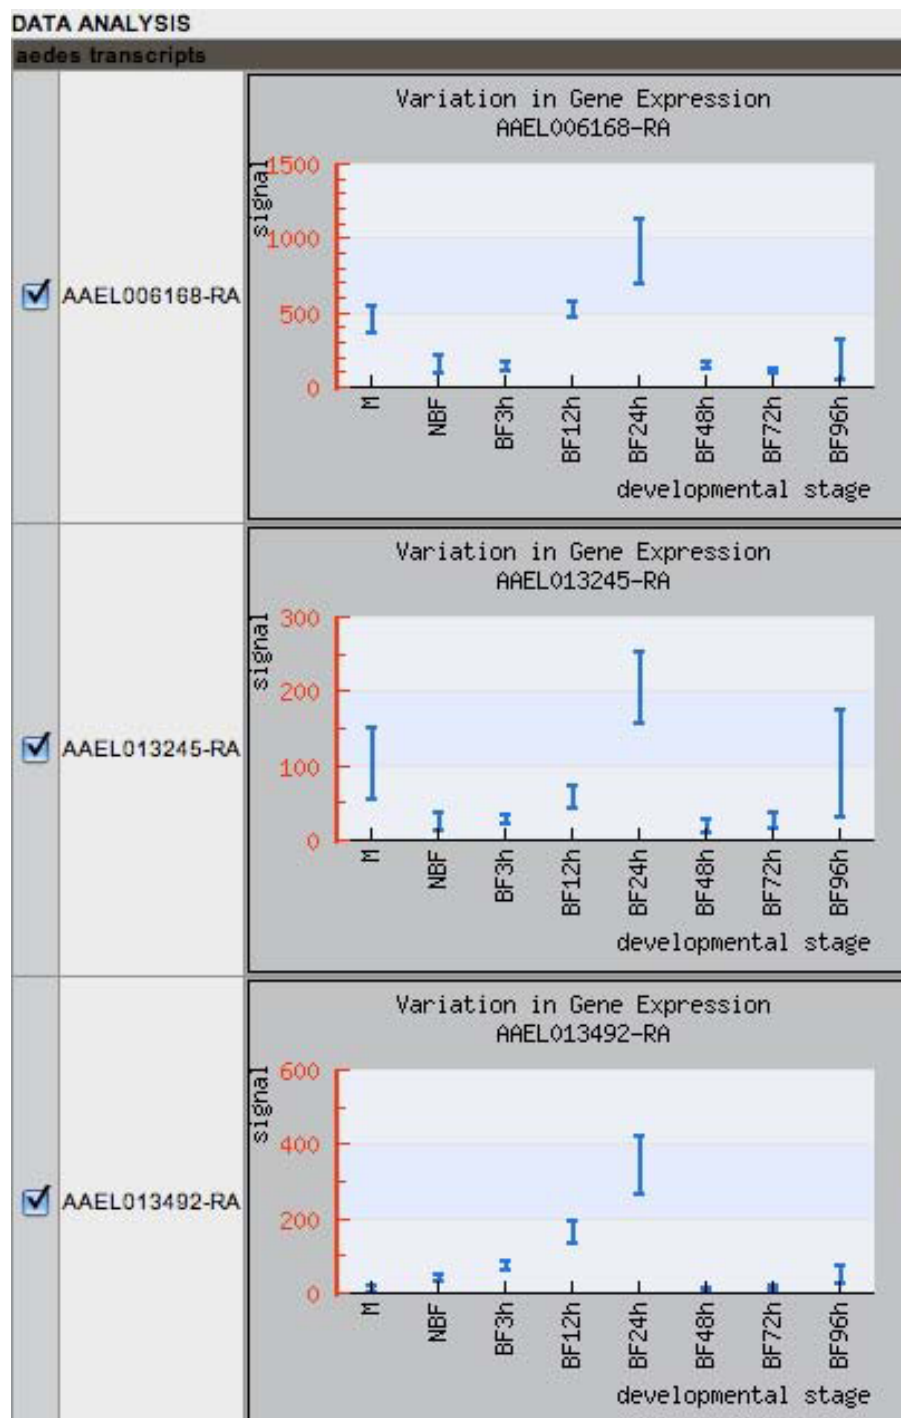 DATA ANALYSIS
aedes transcripts
AAEL006168-RA
Variation in Gene Expression
AAEL006168-RA
signal
1500
1000
500
0
M
NBF
BF3h
BF12h
BF24h
BF48h
BF72h
BF96h
developmental stage
AAEL013245-RA
Variation in Gene Expression
AAEL013245-RA
signal
300
200
100
0
M
NBF
BF3h
BF12h
BF24h
BF48h
BF72h
BF96h
developmental stage
AAEL013492-RA
Variation in Gene Expression
AAEL013492-RA
signal
600
400
200
0
M
NBF
BF3h
BF12h
BF24h
BF48h
BF72h
BF96h
developmental stage